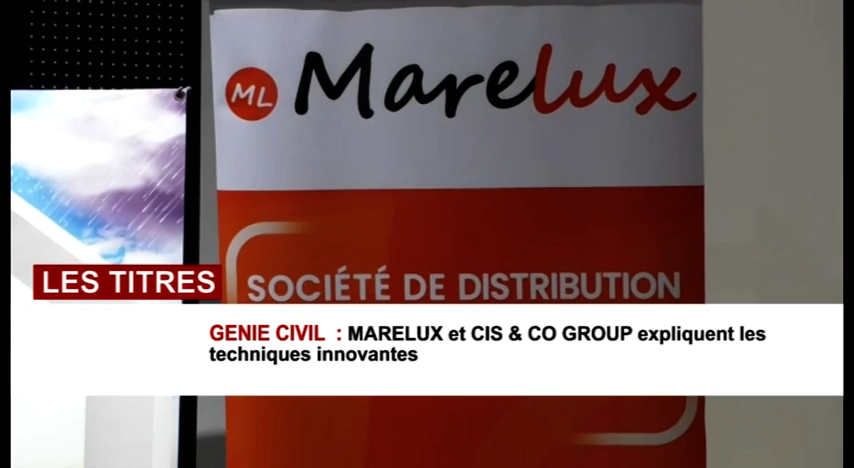 ML Marelux
SOCIÉTÉ DE DISTRIBUTION
LES TITRES
GENIE CIVIL : MARELUX et CIS & CO GROUP expliquent les
techniques innovantes